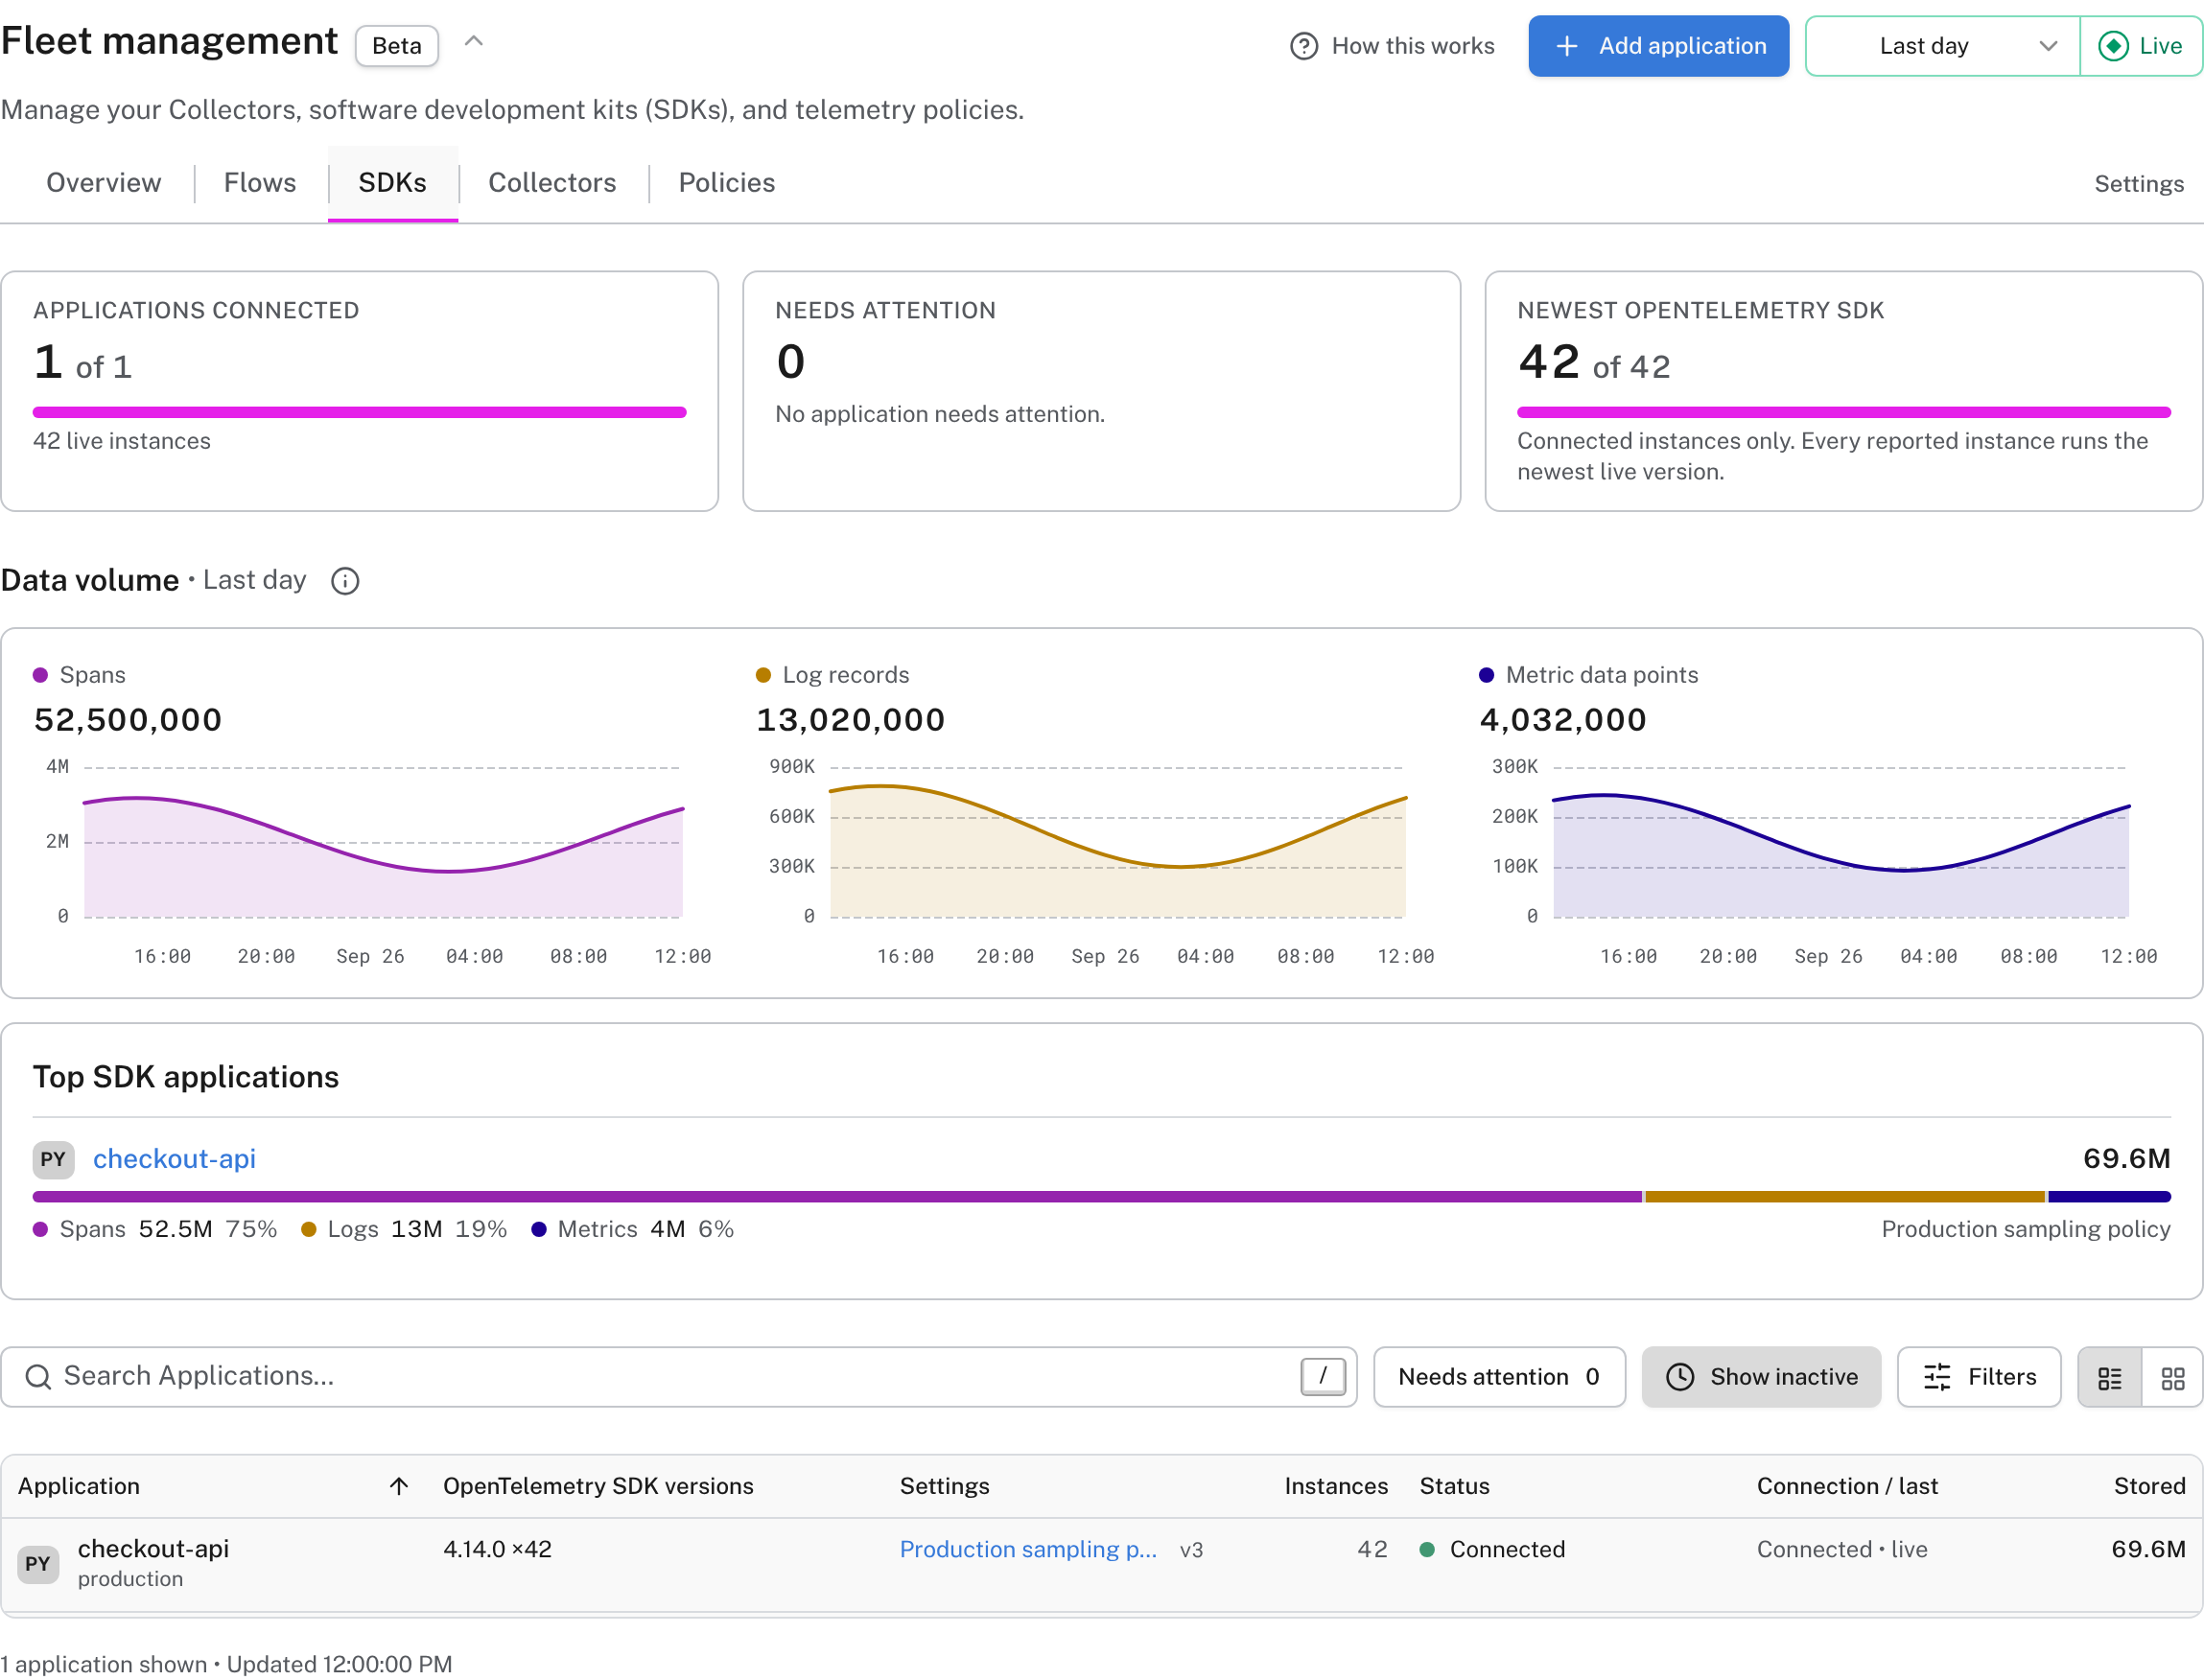 Fleet management Beta
How this works
+ Add application
Last day
Live
Manage your Collectors, software development kits (SDKs), and telemetry policies.
Overview
Flows
SDKs
Collectors
Policies
Settings
APPLICATIONS CONNECTED
1 of 1
42 live instances
NEEDS ATTENTION
0
No application needs attention.
NEWEST OPENTELEMETRY SDK
42 of 42
Connected instances only. Every reported instance runs the
newest live version.
Data volume • Last day
Spans
52,500,000
4M
2M
0
16:00 20:00 Sep 26 04:00 08:00 12:00
Log records
13,020,000
900K
600K
300K
0
16:00 20:00 Sep 26 04:00 08:00 12:00
Metric data points
4,032,000
300K
200K
100K
0
16:00 20:00 Sep 26 04:00 08:00 12:00
Top SDK applications
PY checkout-api 69.6M
Spans 52.5M 75% Logs 13M 19% Metrics 4M 6% Production sampling policy
Search Applications... /
Needs attention 0
Show inactive
Filters
Application OpenTelemetry SDK versions Settings Instances Status Connection / last Stored
PY checkout-api 4.14.0 ×42 Production sampling p... v3 42 Connected Connected • live 69.6M
production
1 application shown • Updated 12:00:00 PM